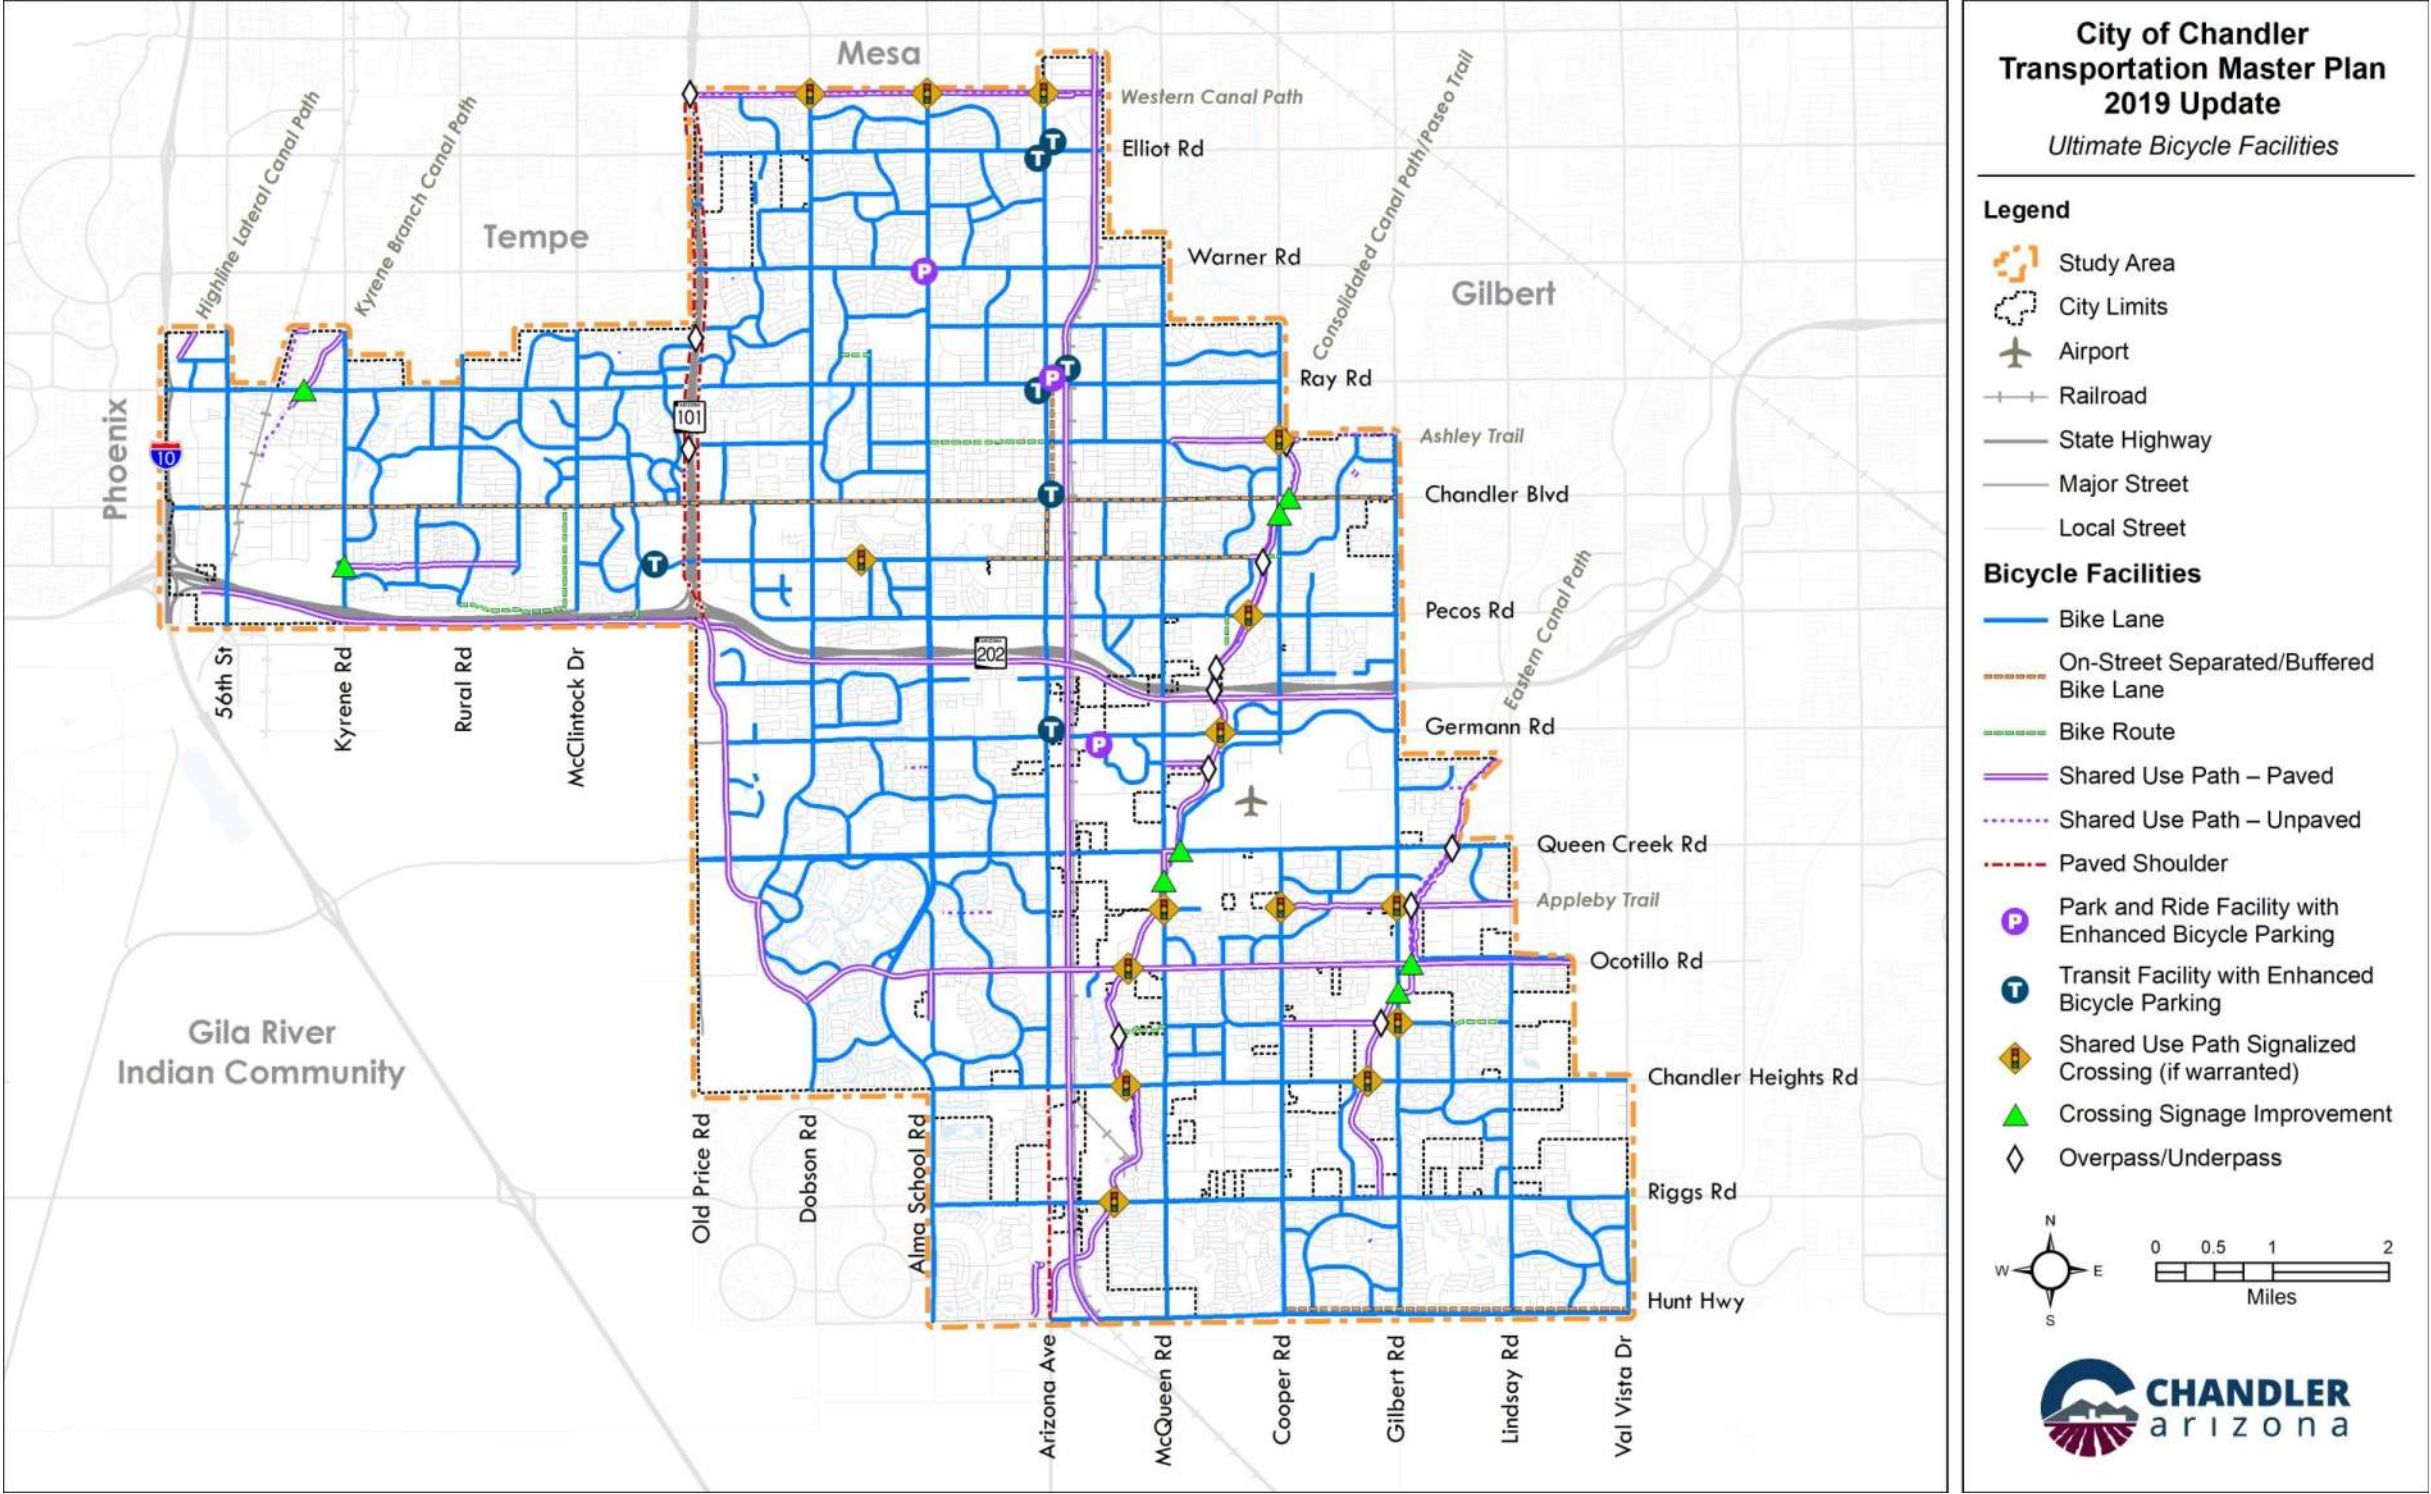 Mesa
Western Canal Path
Elliot Rd
Highline Lateral Canal Path
Kyrene Branch Canal Path
Consolidated Canal Path/Paseo Trail
Tempe
Warner Rd
Gilbert
Ray Rd
Phoenix
101
10
Ashley Trail
Chandler Blvd
Pecos Rd
202
Eastern Canal Path
56th St
Kyrene Rd
Rural Rd
McClintock Dr
Germann Rd
Queen Creek Rd
Appleby Trail
Ocotillo Rd
Gila River
Indian Community
Chandler Heights Rd
Old Price Rd
Dobson Rd
Alma School Rd
Riggs Rd
Hunt Hwy
Arizona Ave
McQueen Rd
Cooper Rd
Gilbert Rd
Lindsay Rd
Val Vista Dr
T
T
P
T
P
T
T
T
T
P
City of Chandler
Transportation Master Plan
2019 Update
Ultimate Bicycle Facilities
Legend
Study Area
City Limits
Airport
Railroad
State Highway
Major Street
Local Street
Bicycle Facilities
Bike Lane
On-Street Separated/Buffered
Bike Lane
Bike Route
Shared Use Path – Paved
Shared Use Path – Unpaved
Paved Shoulder
P
Park and Ride Facility with
Enhanced Bicycle Parking
T
Transit Facility with Enhanced
Bicycle Parking
Shared Use Path Signalized
Crossing (if warranted)
Crossing Signage Improvement
Overpass/Underpass
N
W E
S
0 0.5 1 2
Miles
CHANDLER
arizona